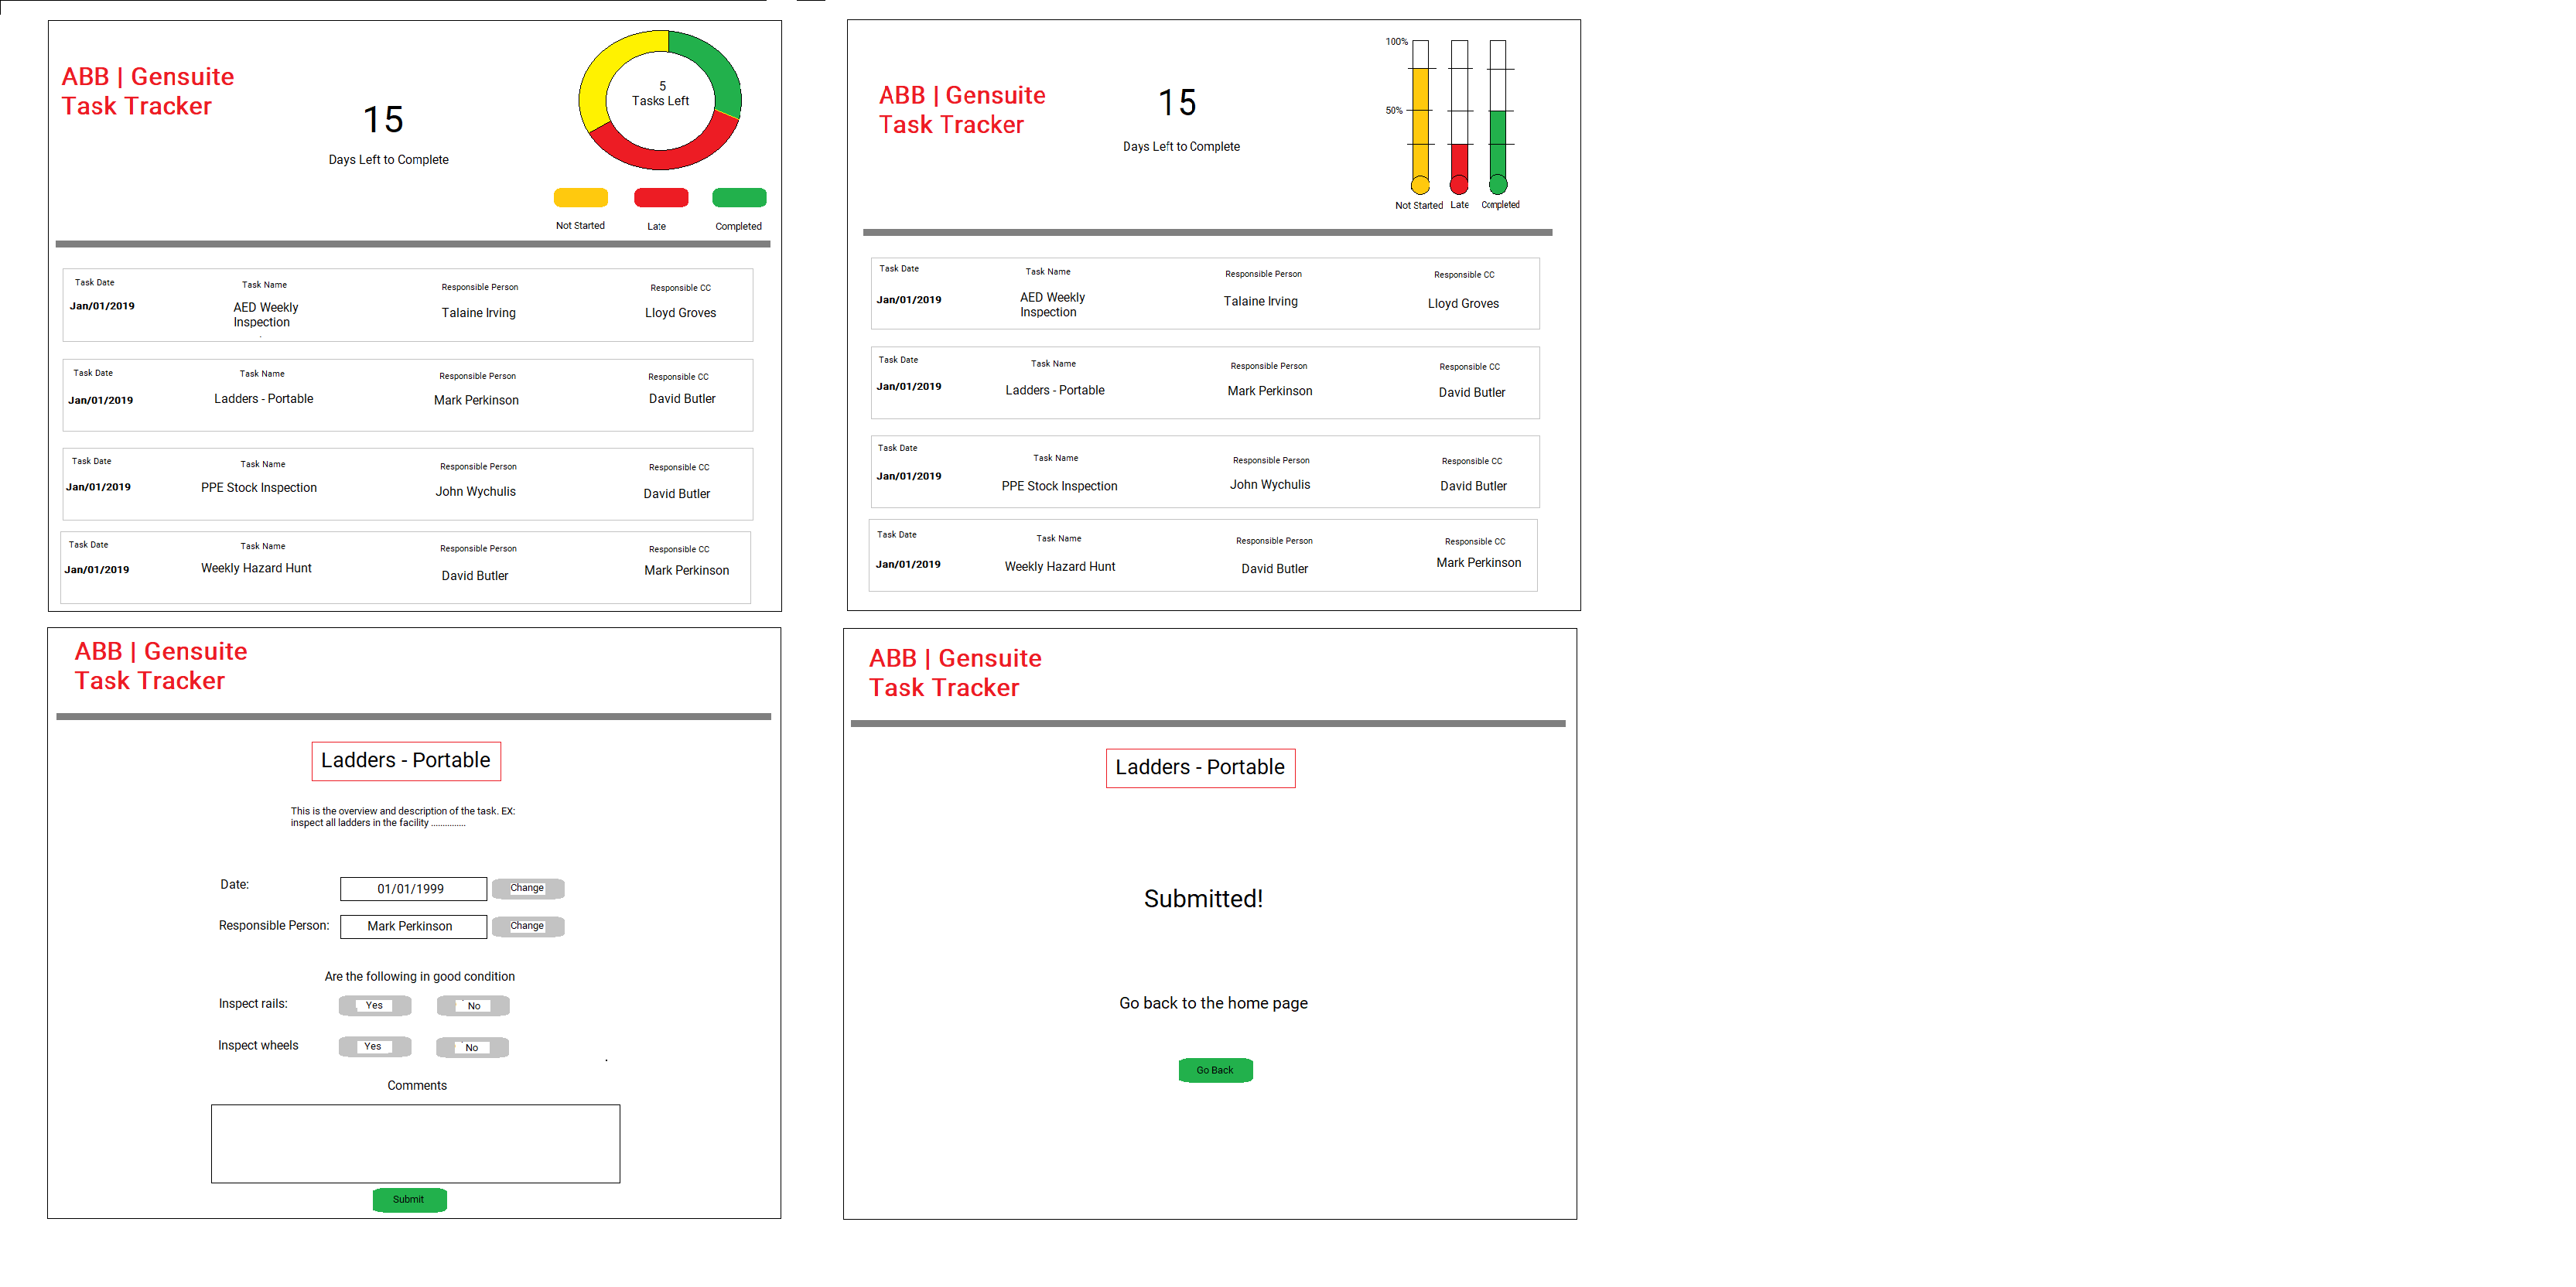 ABB | Gensuite
Task Tracker
15
Days Left to Complete
5
Tasks Left
Not Started
Late
Completed
Task Date
Task Name
Responsible Person
Responsible CC
Jan/01/2019
AED Weekly
Inspection
Talaine Irving
Lloyd Groves
Task Date
Task Name
Responsible Person
Responsible CC
Jan/01/2019
Ladders - Portable
Mark Perkinson
David Butler
Task Date
Task Name
Responsible Person
Responsible CC
Jan/01/2019
PPE Stock Inspection
John Wychulis
David Butler
Task Date
Task Name
Responsible Person
Responsible CC
Jan/01/2019
Weekly Hazard Hunt
David Butler
Mark Perkinson
ABB | Gensuite
Task Tracker
15
Days Left to Complete
100%
50%
Not Started
Late
Completed
Task Date
Task Name
Responsible Person
Responsible CC
Jan/01/2019
AED Weekly
Inspection
Talaine Irving
Lloyd Groves
Task Date
Task Name
Responsible Person
Responsible CC
Jan/01/2019
Ladders - Portable
Mark Perkinson
David Butler
Task Date
Task Name
Responsible Person
Responsible CC
Jan/01/2019
PPE Stock Inspection
John Wychulis
David Butler
Task Date
Task Name
Responsible Person
Responsible CC
Jan/01/2019
Weekly Hazard Hunt
David Butler
Mark Perkinson
ABB | Gensuite
Task Tracker
Ladders - Portable
This is the overview and description of the task. EX:
inspect all ladders in the facility ...............
Date:
01/01/1999
Change
Responsible Person:
Mark Perkinson
Change
Are the following in good condition
Inspect rails:
Yes
No
Inspect wheels
Yes
No
Comments
Submit
ABB | Gensuite
Task Tracker
Ladders - Portable
Submitted!
Go back to the home page
Go Back